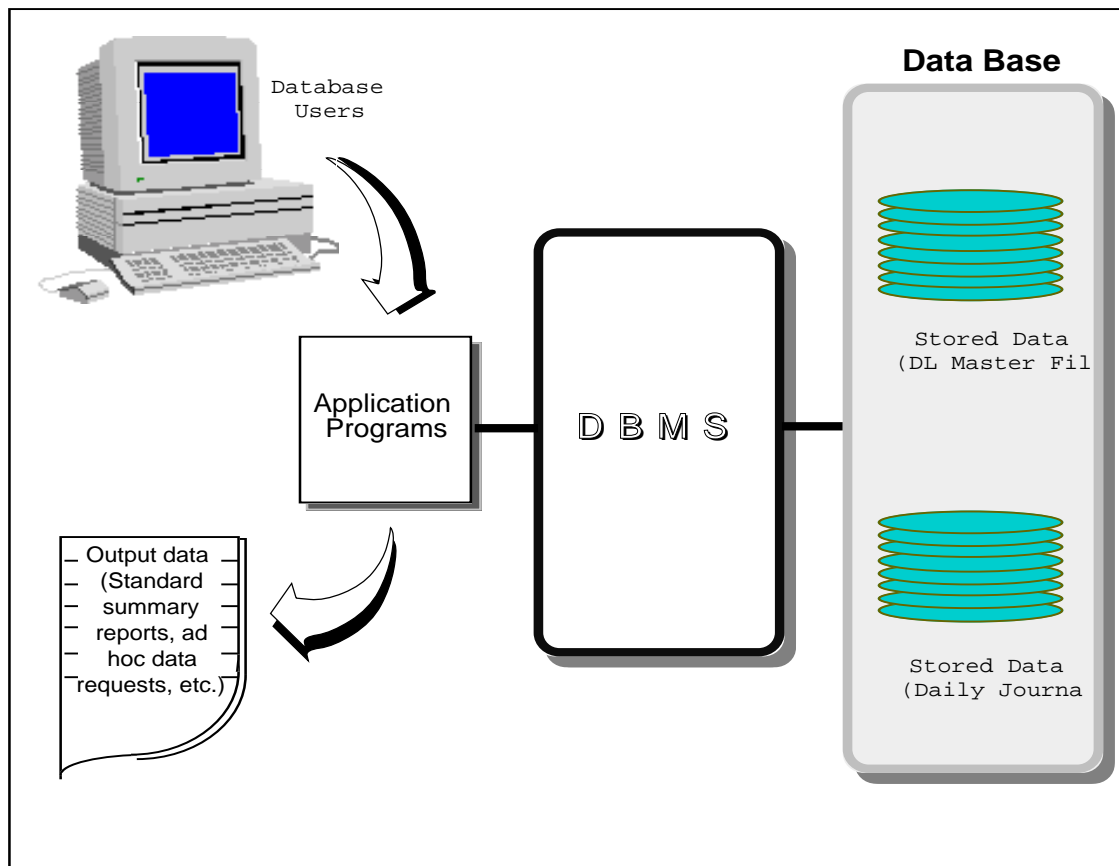 Data Base
Database
Users
Stored Data
(DL Master Fil
Application
Programs
D B M S
Output data
(Standard
summary
reports, ad
hoc data
requests, etc.)
Stored Data
(Daily Journa